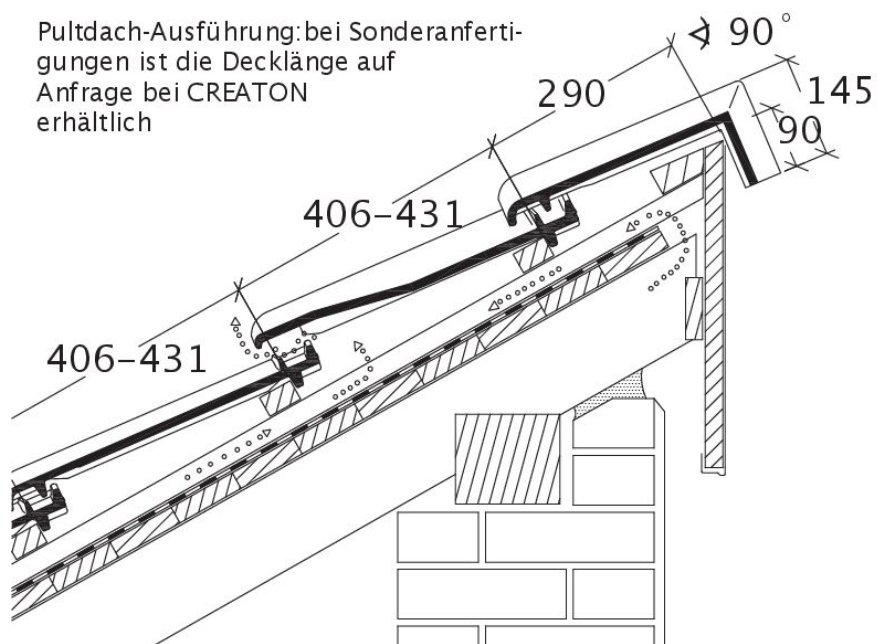 Pultdach-Ausführung: bei Sonderanferti-
gungen ist die Decklänge auf
Anfrage bei CREATON
erhältlich
∢ 90°
290
145
90
406–431
406–431